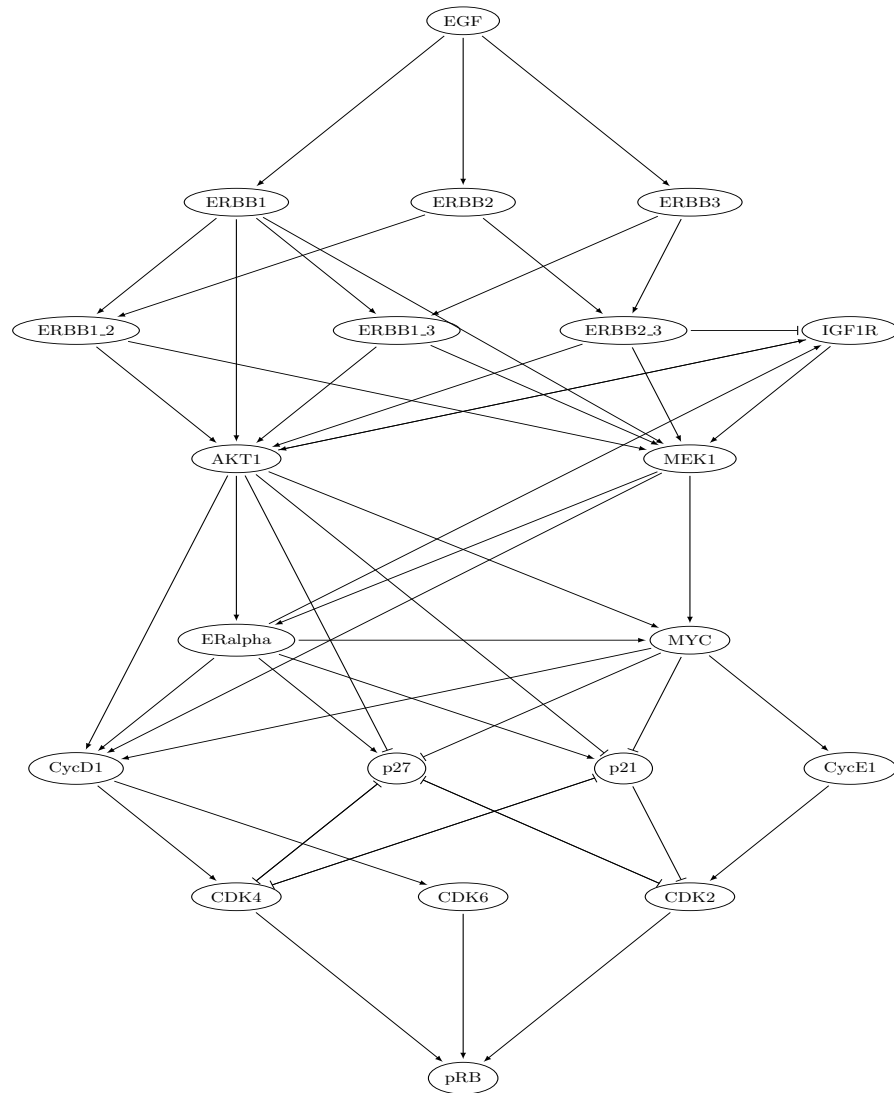 EGF
ERBB1 ERBB2 ERBB3
ERBB1_2 ERBB1_3 ERBB2_3 IGF1R
AKT1 MEK1
ERalpha MYC
CycD1 p27 p21 CycE1
CDK4 CDK6 CDK2
pRB